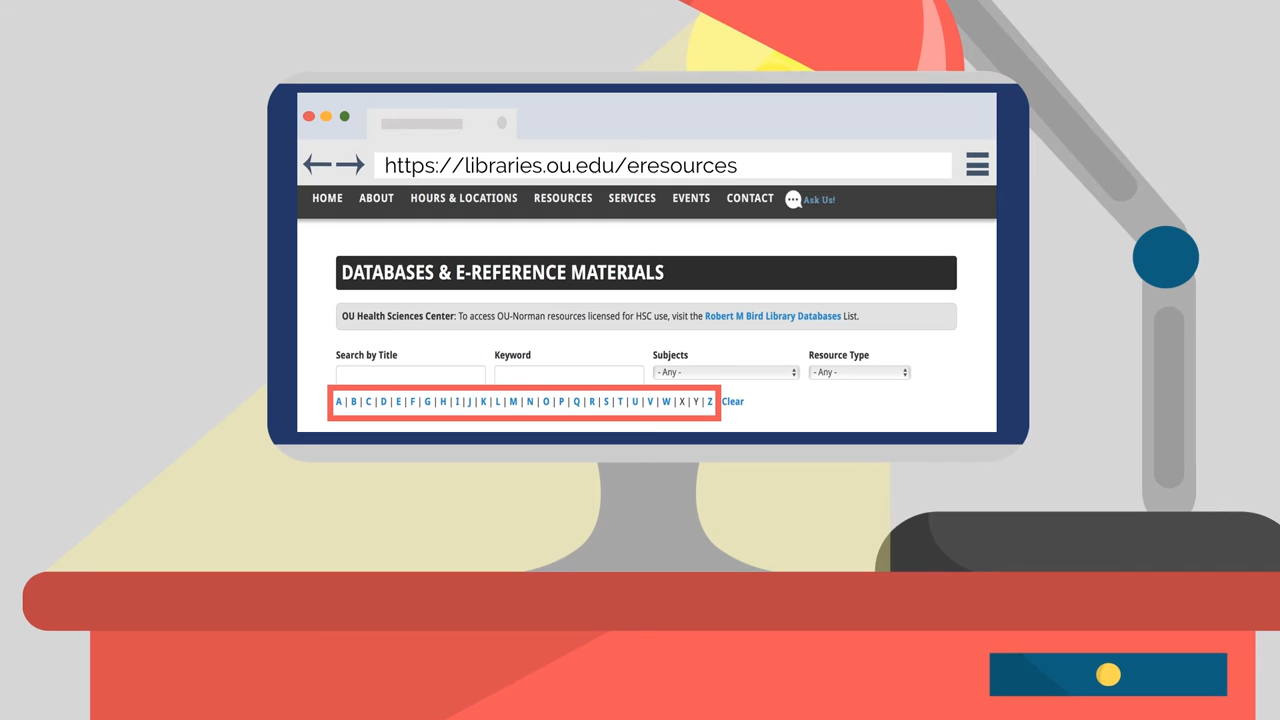 https://libraries.ou.edu/eresources
HOME ABOUT HOURS & LOCATIONS RESOURCES SERVICES EVENTS CONTACT Ask Us!
DATABASES & E-REFERENCE MATERIALS
OU Health Sciences Center: To access OU-Norman resources licensed for HSC use, visit the Robert M Bird Library Databases List.
Search by Title Keyword Subjects Resource Type
- Any - - Any -
A | B | C | D | E | F | G | H | I | J | K | L | M | N | O | P | Q | R | S | T | U | V | W | X | Y | Z Clear